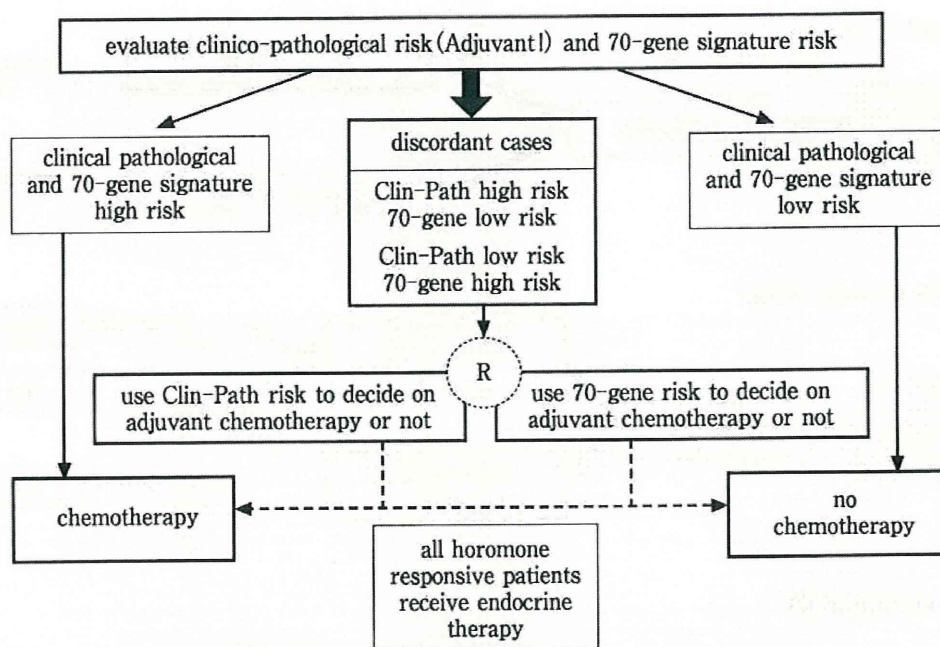 evaluate clinico-pathological risk (Adjuvant!) and 70-gene signature risk
clinical pathological
and 70-gene signature
high risk
discordant cases
Clin-Path high risk
70-gene low risk
Clin-Path low risk
70-gene high risk
clinical pathological
and 70-gene signature
low risk
R
use Clin-Path risk to decide on
adjuvant chemotherapy or not
use 70-gene risk to decide on
adjuvant chemotherapy or not
chemotherapy
no
chemotherapy
all horomone
responsive patients
receive endocrine
therapy